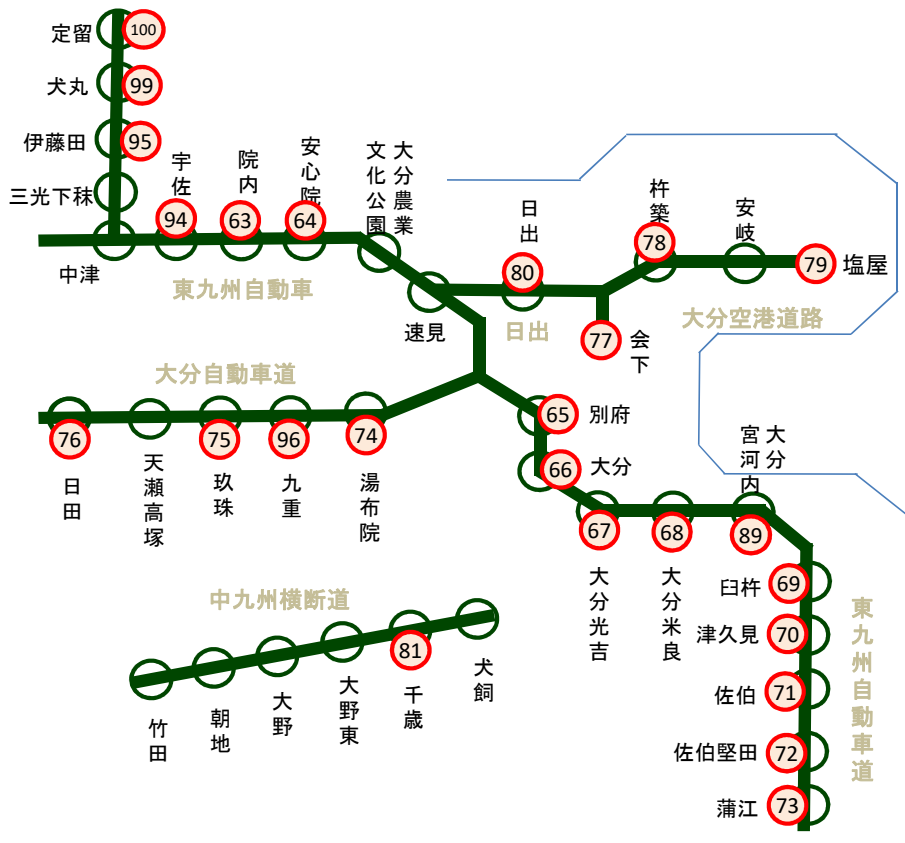 定留
100
犬丸
99
伊藤田
95
三光下秣
中津
宇佐
94
院内
63
安心院
64
大分農業
文化公園
東九州自動車
速見
日出
80
日出
杵築
78
安岐
79
塩屋
77
会下
大分空港道路
大分自動車道
76
日田
天瀬高塚
75
玖珠
96
九重
74
湯布院
65
別府
66
大分
67
大分光吉
68
大分米良
大分
宮河内
89
臼杵
69
津久見
70
佐伯
71
佐伯堅田
72
蒲江
73
東九州自動車道
中九州横断道
竹田
朝地
大野
大野東
81
千歳
犬飼